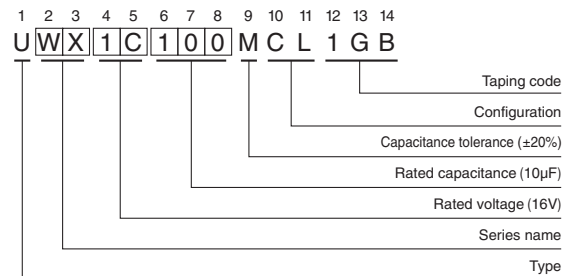 1 2 3 4 5 6 7 8 9 10 11 12 13 14
U W X 1 C 1 0 0 M C L 1 G B
Taping code
Configuration
Capacitance tolerance (±20%)
Rated capacitance (10µF)
Rated voltage (16V)
Series name
Type